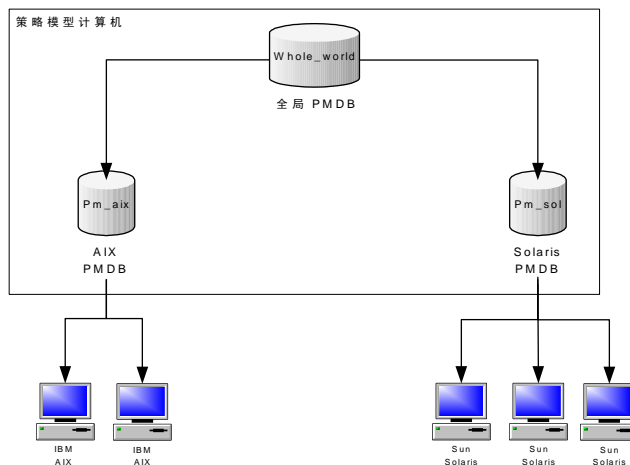 策略模型计算机
Whole_world
全局 PMDB
Pm_aix
Pm_sol
AIX
PMDB
Solaris
PMDB
IBM
AIX
IBM
AIX
Sun
Solaris
Sun
Solaris
Sun
Solaris